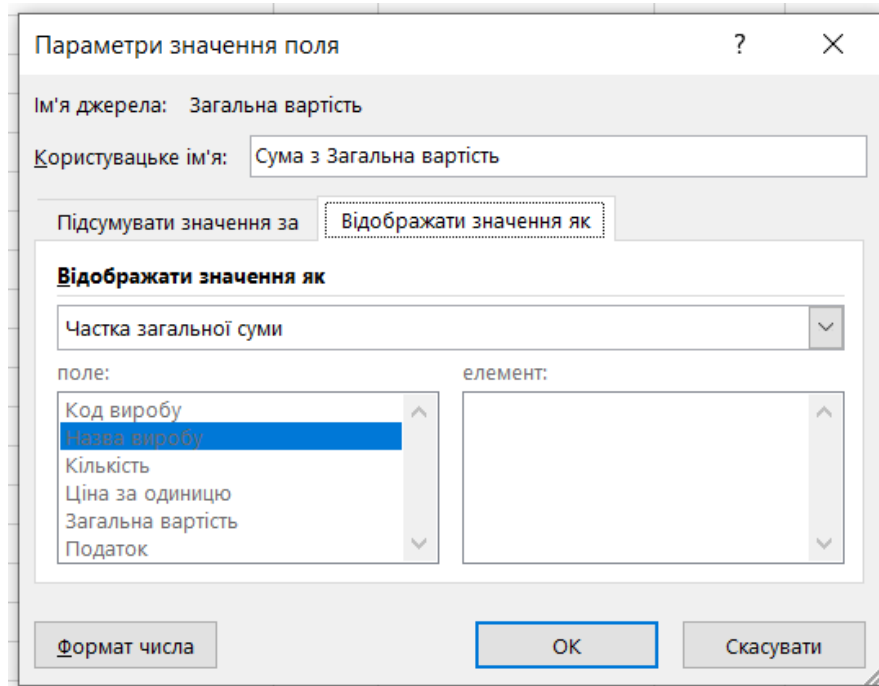 Параметри значення поля ? ×
Ім'я джерела: Загальна вартість
Користувацьке ім'я: Сума з Загальна вартість
Підсумувати значення за Відображати значення як
Відображати значення як
Частка загальної суми
поле: елемент:
Код виробу
Назва виробу
Кількість
Ціна за одиницю
Загальна вартість
Податок
Формат числа ОК Скасувати